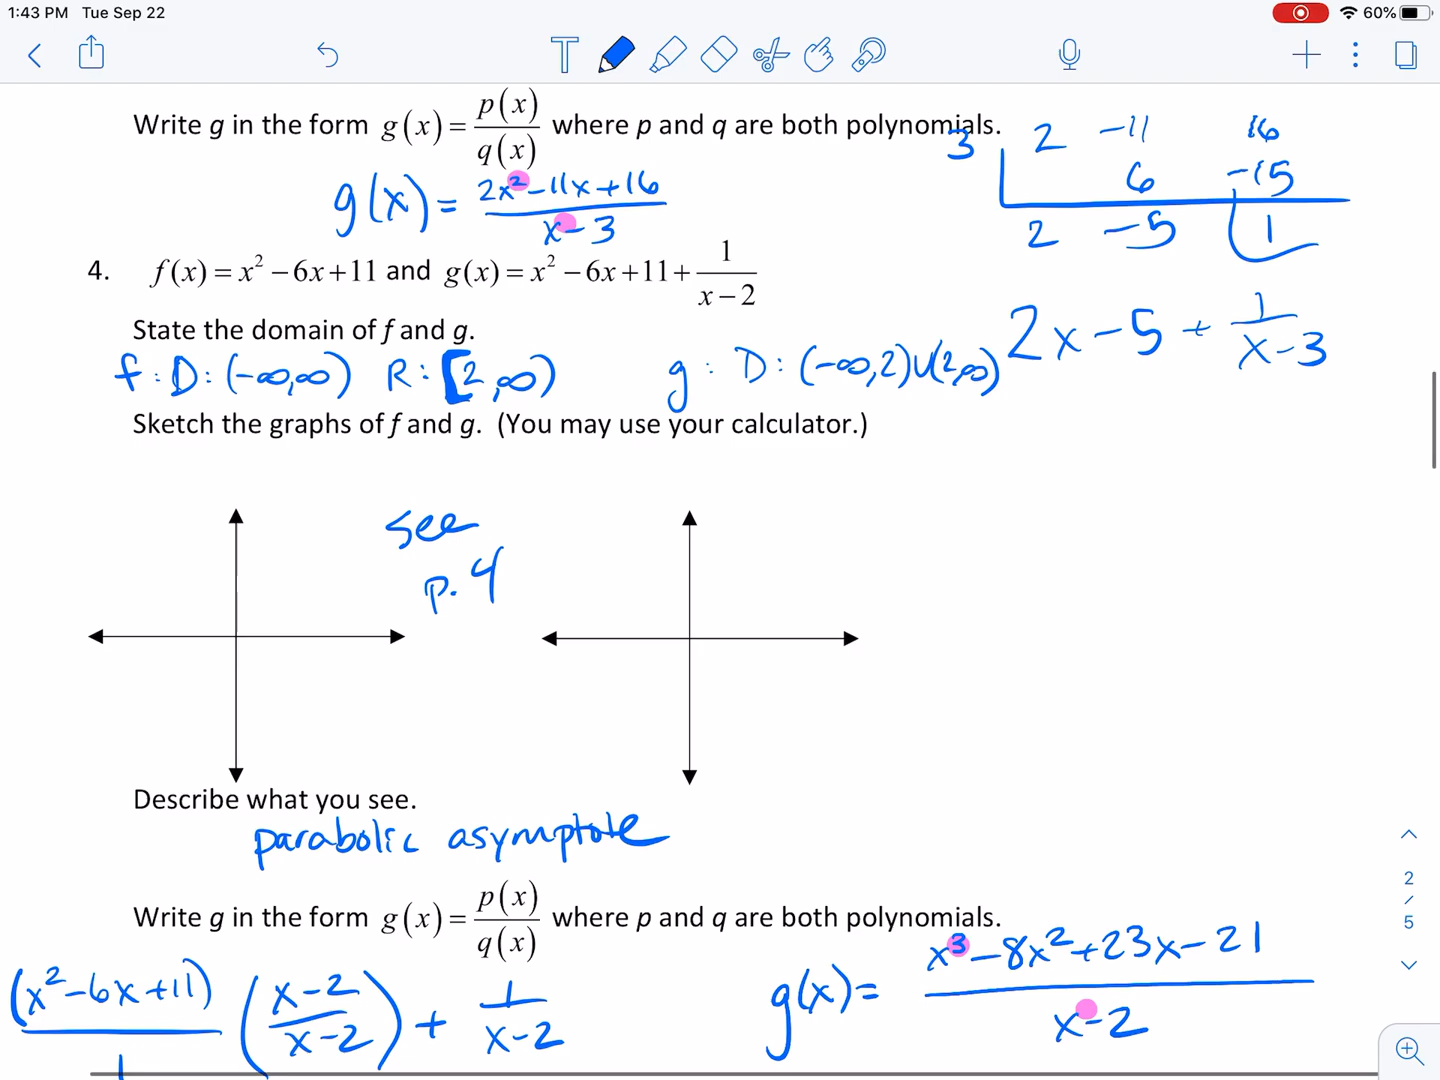 1:43 PM Tue Sep 22 60%
Write g in the form g(x) = p(x)/q(x) where p and q are both polynomials.
g(x) = (2x² - 11x + 16)/(x - 3)
3 2 -11 16
6 -15
2 -5 1
4. f(x) = x² - 6x + 11 and g(x) = x² - 6x + 11 + 1/(x - 2)
State the domain of f and g.
2x - 5 + 1/(x - 3)
f : D : (-∞,∞) R : [2,∞) g : D : (-∞,2)∪(2,∞)
Sketch the graphs of f and g. (You may use your calculator.)
see
p. 4
Describe what you see.
parabolic asymptote
Write g in the form g(x) = p(x)/q(x) where p and q are both polynomials.
(x² - 6x + 11)/1 ((x - 2)/(x - 2)) + 1/(x - 2) g(x) = (x³ - 8x² + 23x - 21)/(x - 2)
2/5